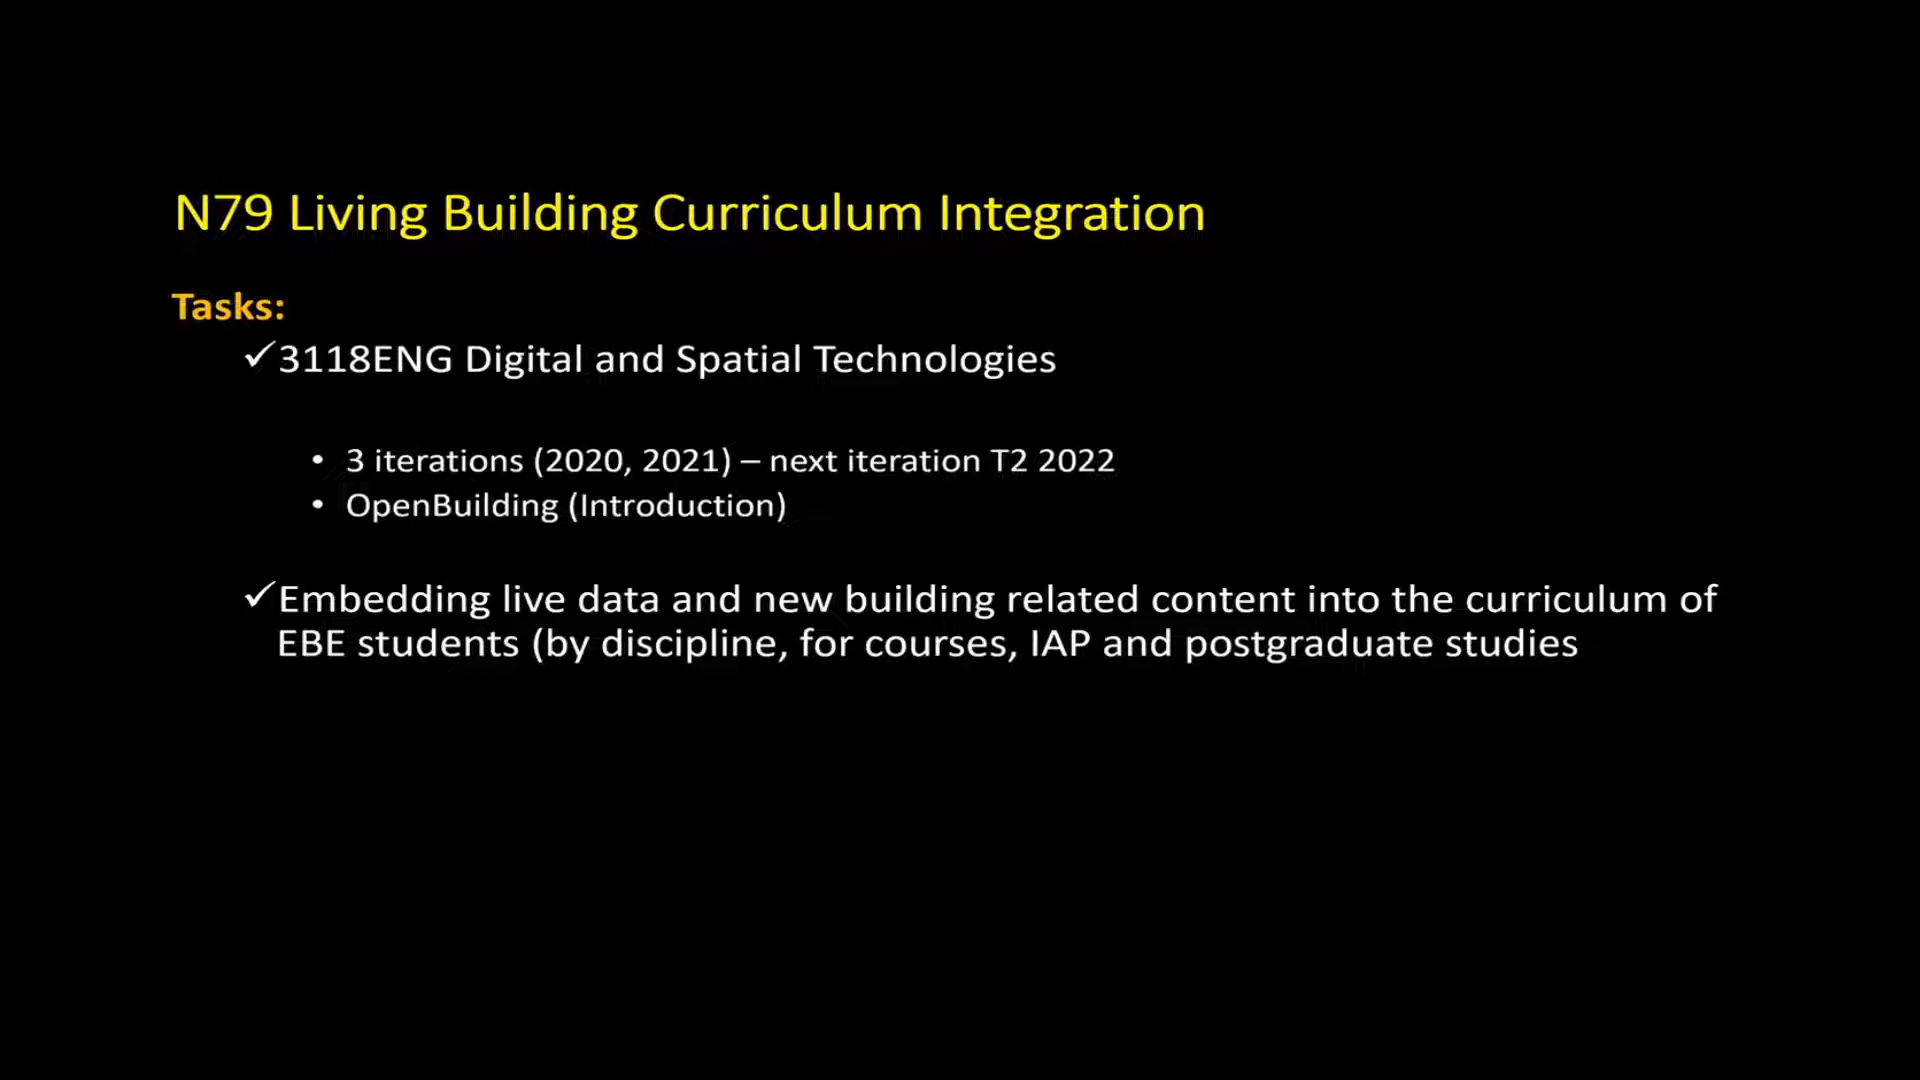 N79 Living Building Curriculum Integration
Tasks:
✓3118ENG Digital and Spatial Technologies
• 3 iterations (2020, 2021) – next iteration T2 2022
• OpenBuilding (Introduction)
✓Embedding live data and new building related content into the curriculum of
EBE students (by discipline, for courses, IAP and postgraduate studies